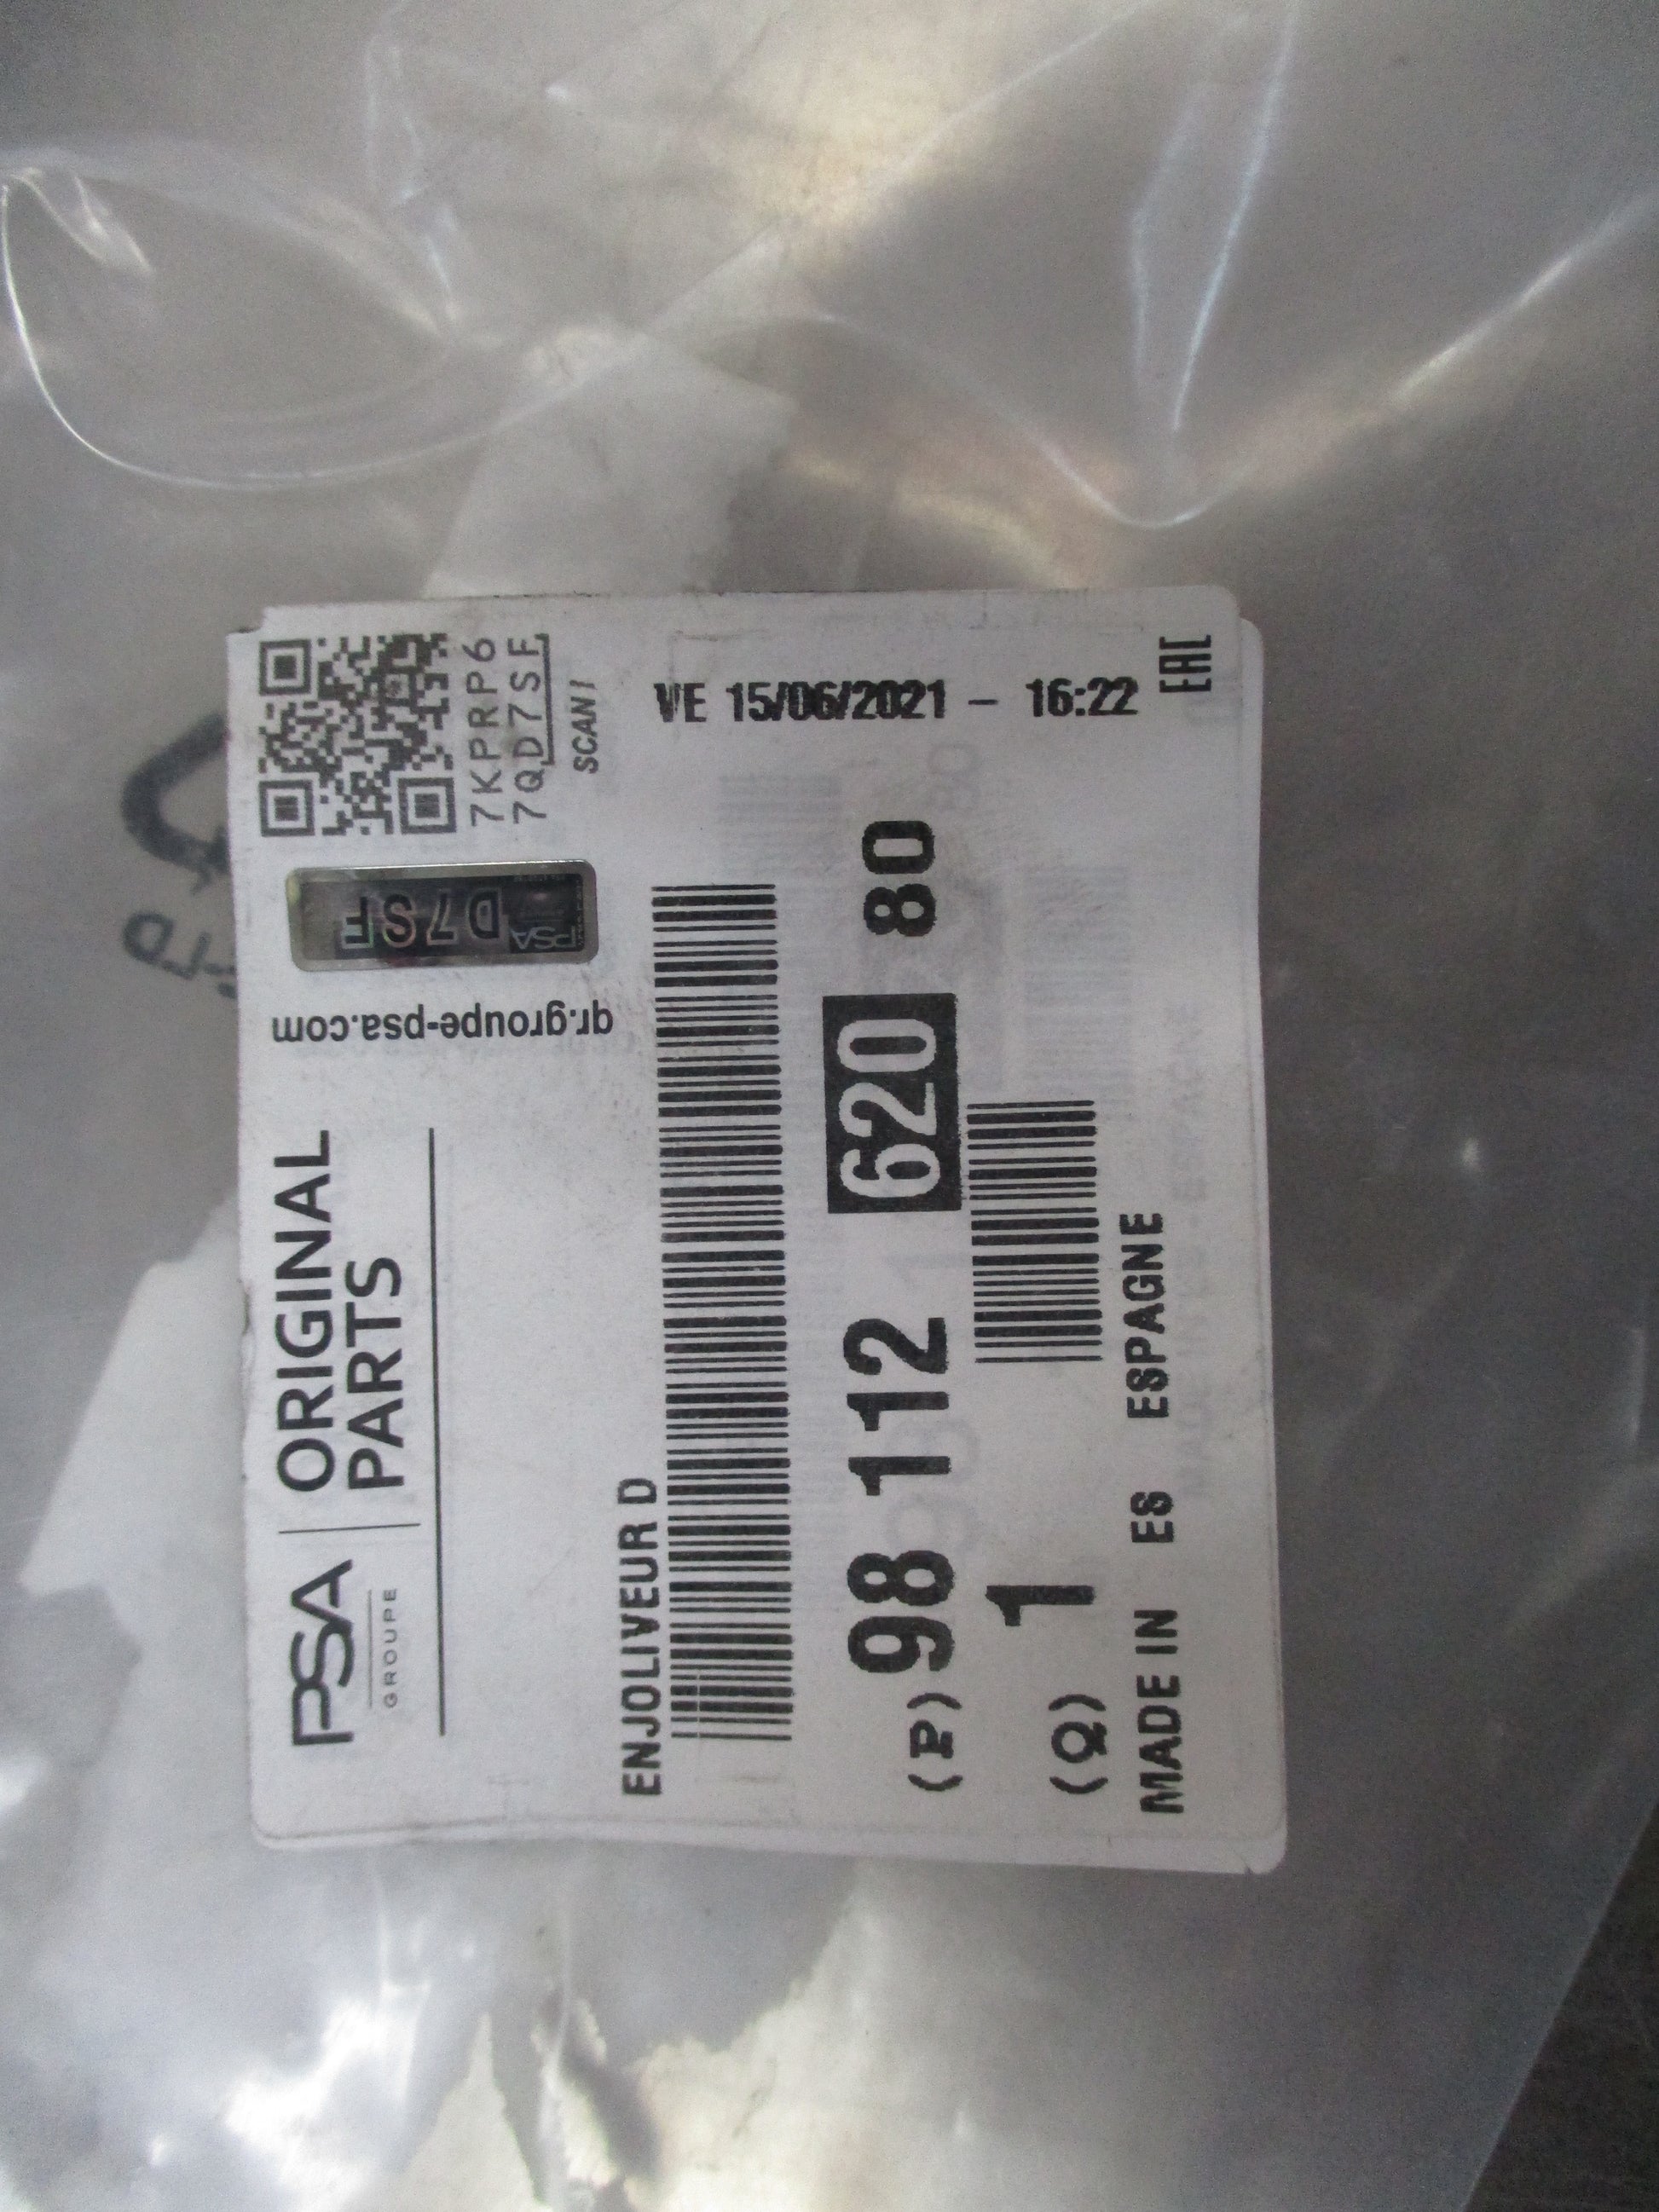 PSA
GROUPE
ORIGINAL
PARTS
qr.groupe-psa.com
D7SF
PSA
7KPRP6
7QD7SF
SCAN!
ENJOLIVEUR D
VE 15/06/2021 - 16:22
(P) 98 112 620 80
(Q) 1
MADE IN ES ESPAGNE
EAC